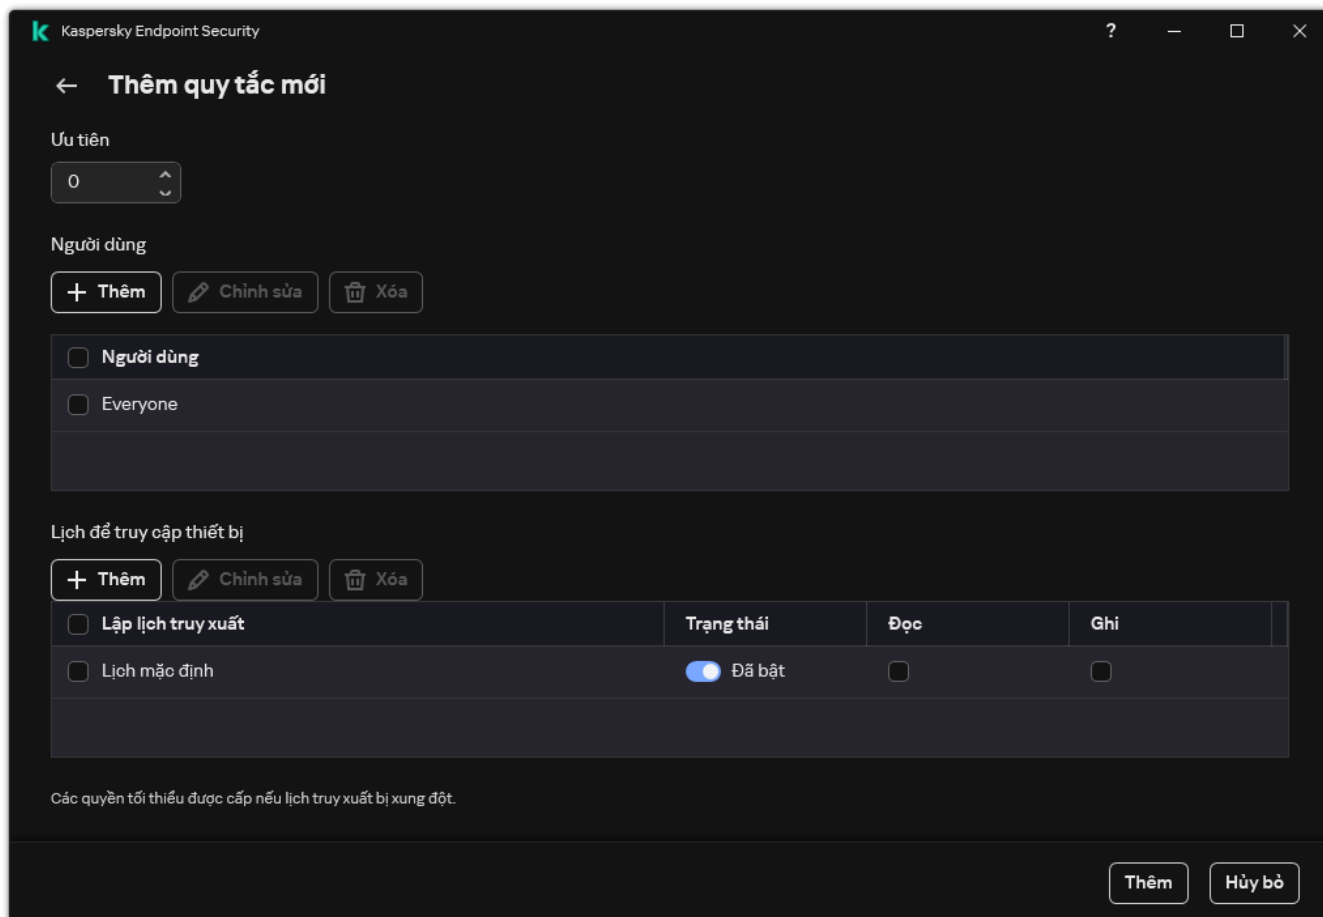 Kaspersky Endpoint Security ?
Thêm quy tắc mới
Ưu tiên
0
Người dùng
Thêm Chỉnh sửa Xóa
Người dùng
Everyone
Lịch để truy cập thiết bị
Thêm Chỉnh sửa Xóa
Lập lịch truy xuất Trạng thái Đọc Ghi
Lịch mặc định Đã bật
Các quyền tối thiểu được cấp nếu lịch truy xuất bị xung đột.
Thêm Hủy bỏ